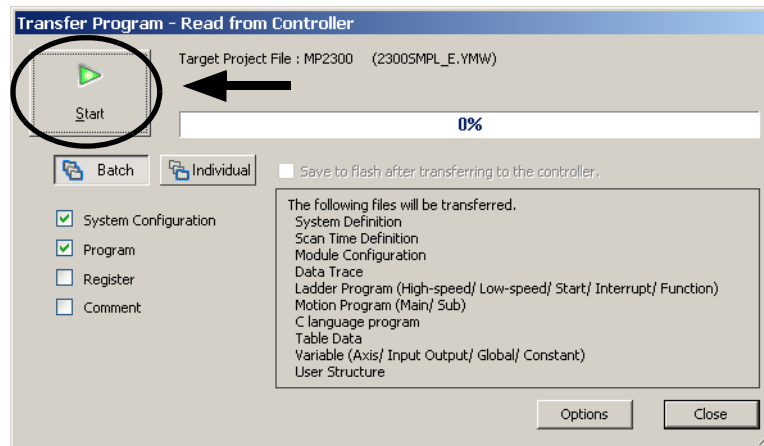 Transfer Program - Read from Controller
Target Project File : MP2300 (2300SMPL_E.YMW)
Start
0%
Batch
Individual
Save to flash after transferring to the controller.
System Configuration
Program
Register
Comment
The following files will be transferred.
System Definition
Scan Time Definition
Module Configuration
Data Trace
Ladder Program (High-speed/ Low-speed/ Start/ Interrupt/ Function)
Motion Program (Main/ Sub)
C language program
Table Data
Variable (Axis/ Input Output/ Global/ Constant)
User Structure
Options
Close